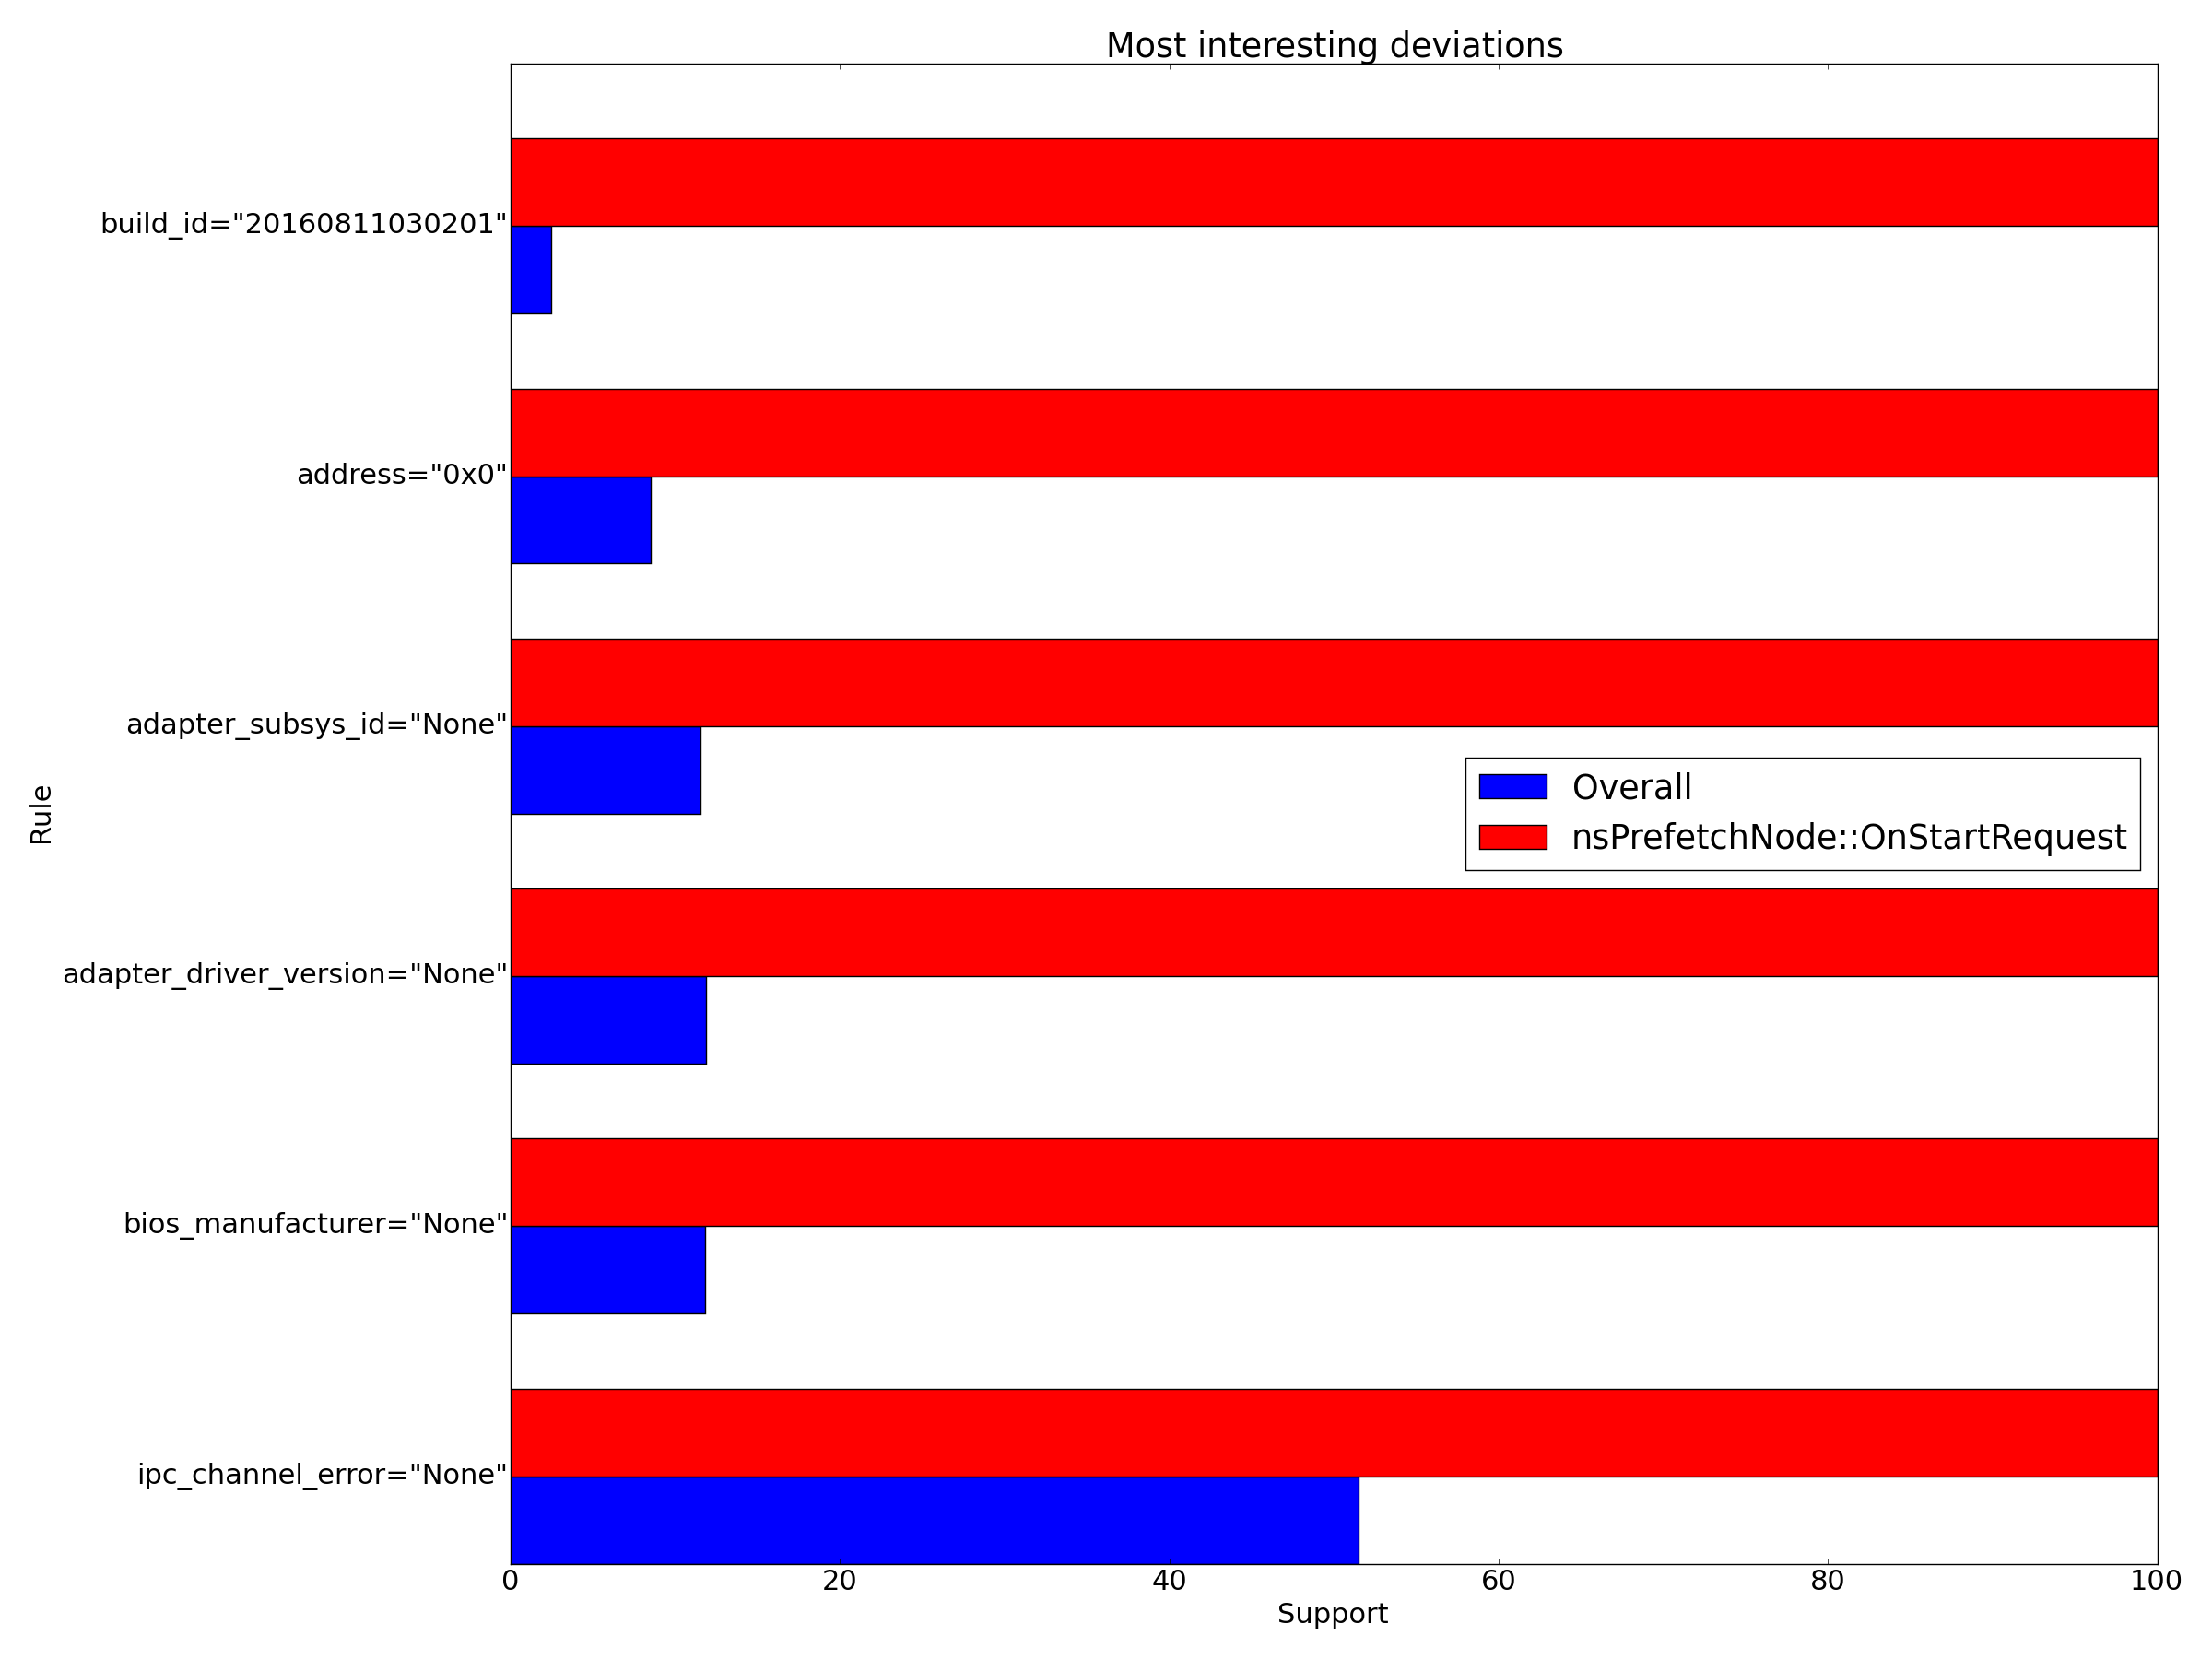 Most interesting deviations
build_id="20160811030201"
address="0x0"
adapter_subsys_id="None"
Overall
nsPrefetchNode::OnStartRequest
Rule
adapter_driver_version="None"
bios_manufacturer="None"
ipc_channel_error="None"
0 20 40 60 80 100
Support